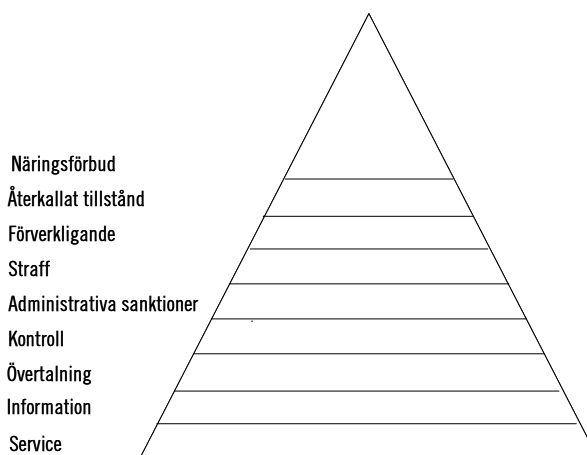 Näringsförbud
Återkallat tillstånd
Förverkligande
Straff
Administrativa sanktioner
Kontroll
Övertalning
Information
Service